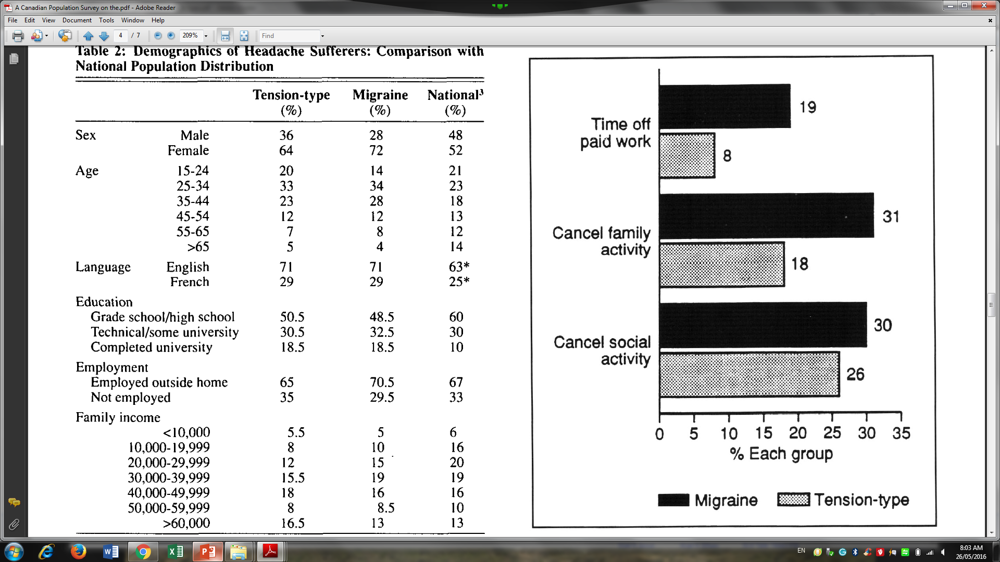 A Canadian Population Survey on the.pdf - Adobe Reader
File Edit View Document Tools Window Help
4 / 7 209% Find
Table 2: Demographics of Headache Sufferers: Comparison with
National Population Distribution
Tension-type Migraine National³
(%) (%) (%)
Sex Male 36 28 48
Female 64 72 52
Age 15-24 20 14 21
25-34 33 34 23
35-44 23 28 18
45-54 12 12 13
55-65 7 8 12
>65 5 4 14
Language English 71 71 63*
French 29 29 25*
Education
Grade school/high school 50.5 48.5 60
Technical/some university 30.5 32.5 30
Completed university 18.5 18.5 10
Employment
Employed outside home 65 70.5 67
Not employed 35 29.5 33
Family income
<10,000 5.5 5 6
10,000-19,999 8 10 16
20,000-29,999 12 15 20
30,000-39,999 15.5 19 19
40,000-49,999 18 16 16
50,000-59,999 8 8.5 10
>60,000 16.5 13 13
19
Time off
paid work
8
31
Cancel family
activity
18
30
Cancel social
activity
26
0 5 10 15 20 25 30 35
% Each group
Migraine Tension-type
EN
8:03 AM
26/05/2016